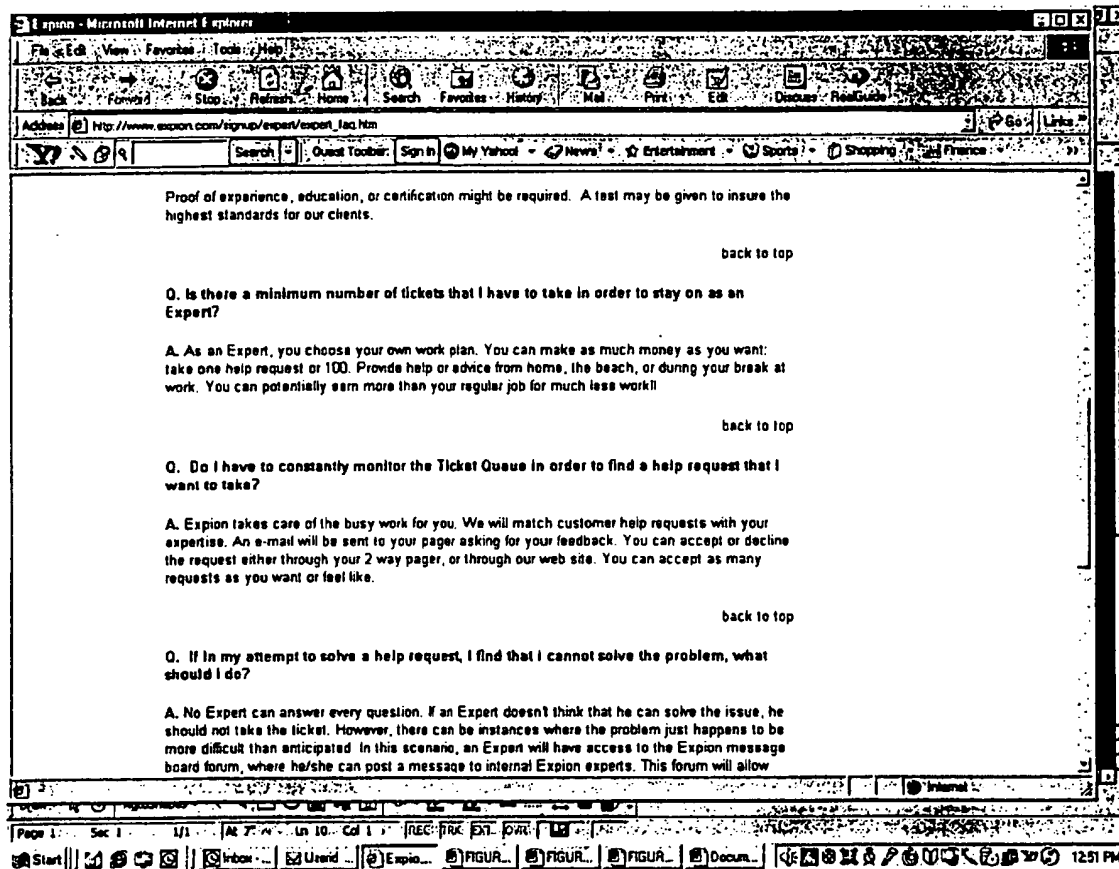 Expion - Microsoft Internet Explorer
File Edit View Favorites Tools Help
Back Forward Stop Refresh Home Search Favorites History Mail Print Edit Discuss RealGuide
Address http://www.expion.com/signup/expert/expert_faq.htm Go Links »
Search Quest Toolbar: Sign In My Yahoo! News Entertainment Sports Shopping Finance »
Proof of experience, education, or certification might be required. A test may be given to insure the
highest standards for our clients.
back to top
Q. Is there a minimum number of tickets that I have to take in order to stay on as an
Expert?
A. As an Expert, you choose your own work plan. You can make as much money as you want:
take one help request or 100. Provide help or advice from home, the beach, or during your break at
work. You can potentially earn more than your regular job for much less work!!
back to top
Q. Do I have to constantly monitor the Ticket Queue in order to find a help request that I
want to take?
A. Expion takes care of the busy work for you. We will match customer help requests with your
expertise. An e-mail will be sent to your pager asking for your feedback. You can accept or decline
the request either through your 2 way pager, or through our web site. You can accept as many
requests as you want or feel like.
back to top
Q. If in my attempt to solve a help request, I find that I cannot solve the problem, what
should I do?
A. No Expert can answer every question. If an Expert doesn't think that he can solve the issue, he
should not take the ticket. However, there can be instances where the problem just happens to be
more difficult than anticipated. In this scenario, an Expert will have access to the Expion message
board forum, where he/she can post a message to internal Expion experts. This forum will allow
Internet
Page 1 Sec 1 1/1 At Ln 10 Col 1 REC TRK EXT OVR
Start Inbox -... Userid ... Expio... FIGUR... FIGUR... FIGUR... Docum... 12:51 PM